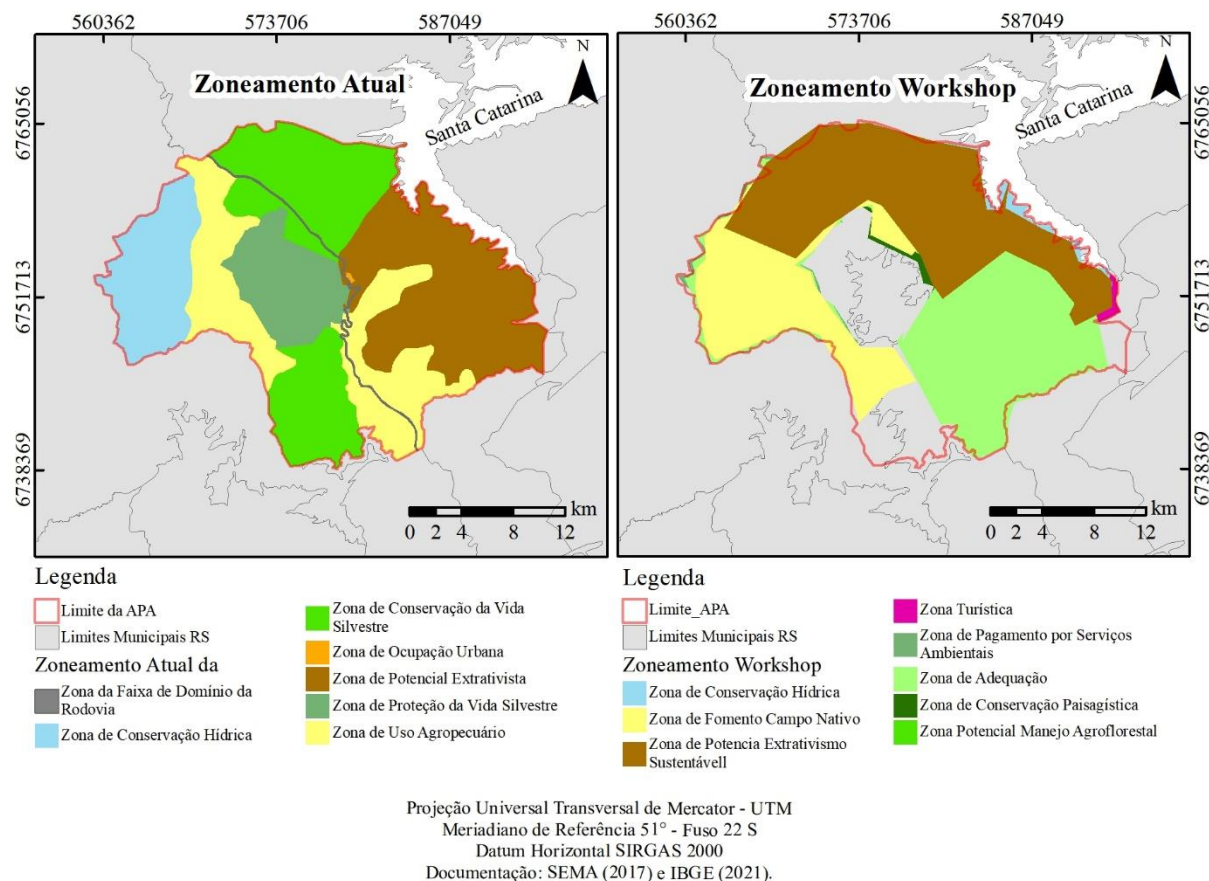 560362
573706
587049
560362
573706
587049
Zoneamento Atual
N
Santa Catarina
Zoneamento Workshop
N
Santa Catarina
6765056
6751713
6738369
6765056
6751713
6738369
km
0 2 4 8 12
km
0 2 4 8 12
Legenda
Limite da APA
Limites Municipais RS
Zoneamento Atual da
Zona da Faixa de Domínio da
Rodovia
Zona de Conservação Hídrica
Zona de Conservação da Vida
Silvestre
Zona de Ocupação Urbana
Zona de Potencial Extrativista
Zona de Proteção da Vida Silvestre
Zona de Uso Agropecuário
Legenda
Limite_APA
Limites Municipais RS
Zoneamento Workshop
Zona de Conservação Hídrica
Zona de Fomento Campo Nativo
Zona de Potencia Extrativismo
Sustentávell
Zona Turística
Zona de Pagamento por Serviços
Ambientais
Zona de Adequação
Zona de Conservação Paisagística
Zona Potencial Manejo Agroflorestal
Projeção Universal Transversal de Mercator - UTM
Meriadiano de Referência 51° - Fuso 22 S
Datum Horizontal SIRGAS 2000
Documentação: SEMA (2017) e IBGE (2021).